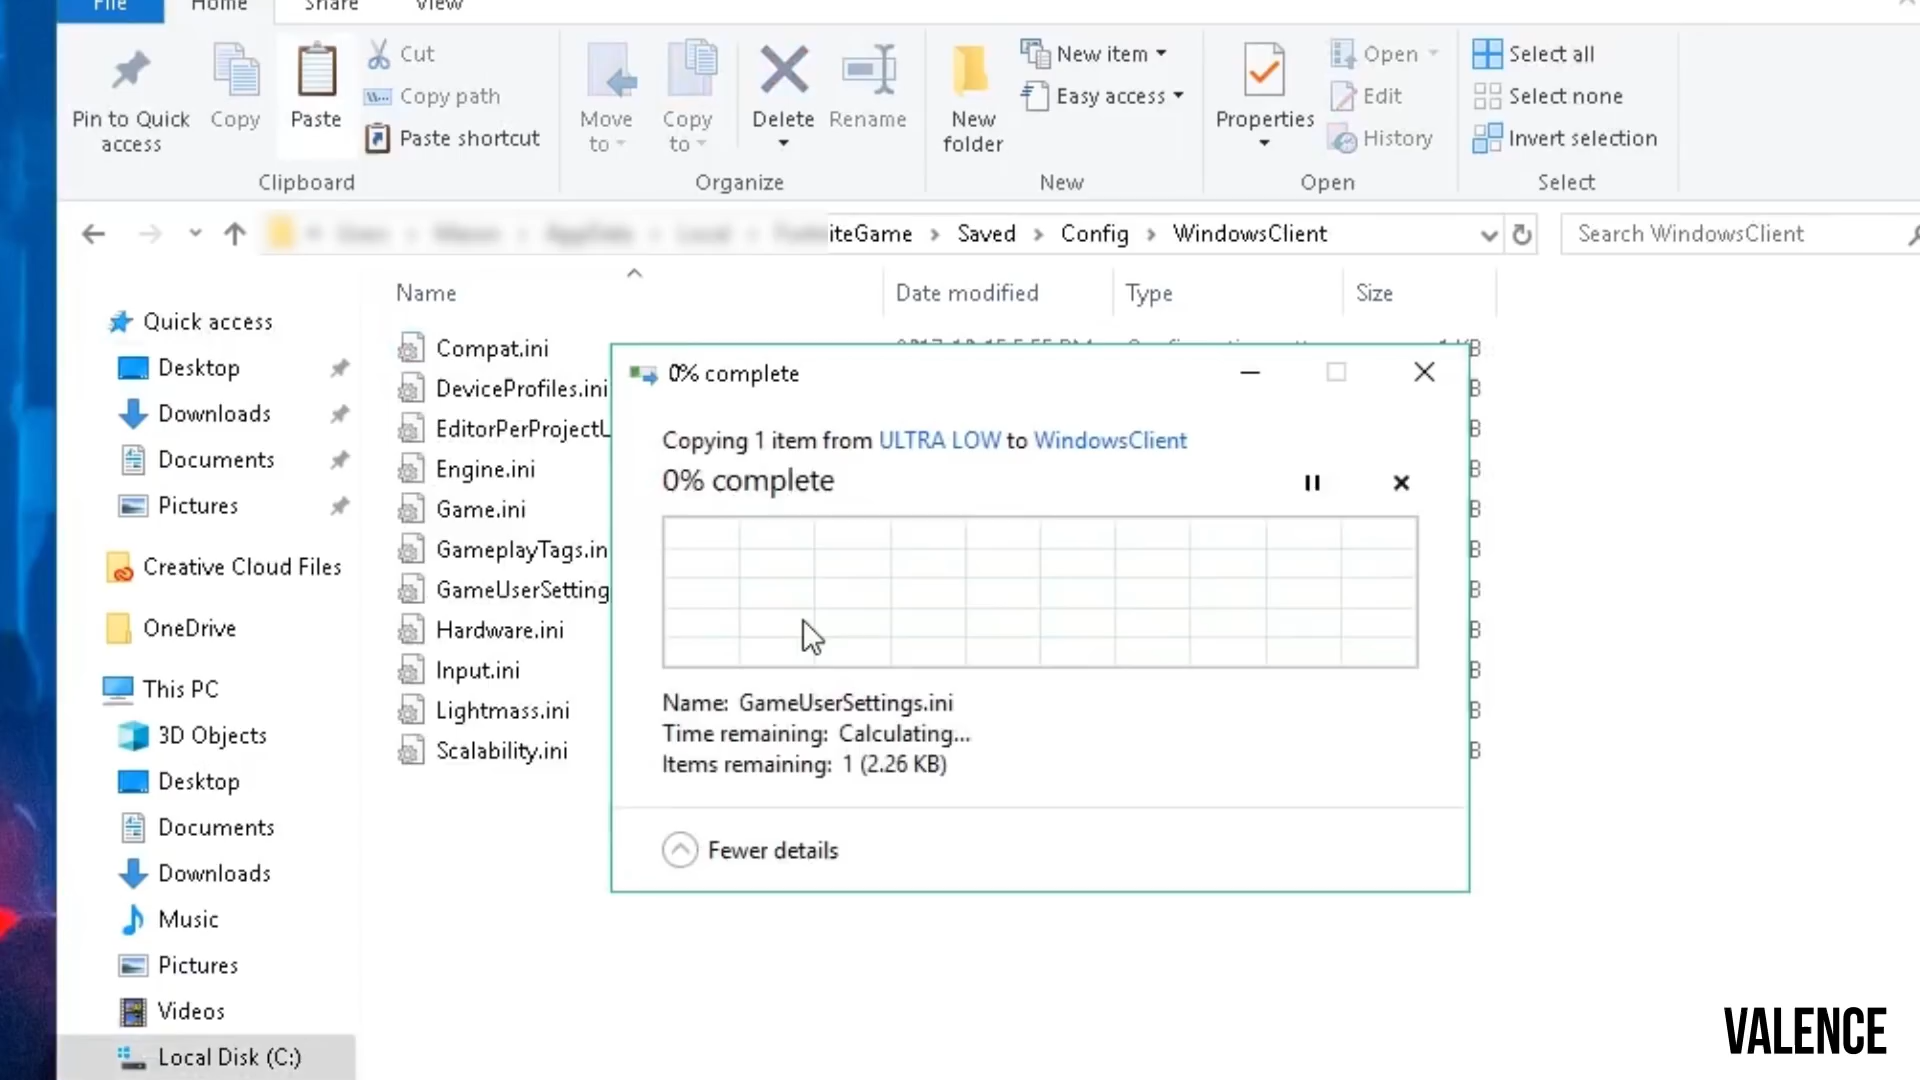 File Home Share View
Pin to Quick access
Copy
Paste
Cut
Copy path
Paste shortcut
Clipboard
Move to
Copy to
Delete
Rename
Organize
New folder
New item
Easy access
New
Properties
Open
Edit
History
Open
Select all
Select none
Invert selection
Select
iteGame > Saved > Config > WindowsClient
Search WindowsClient
Name Date modified Type Size
Quick access
Desktop
Downloads
Documents
Pictures
Creative Cloud Files
OneDrive
This PC
3D Objects
Desktop
Documents
Downloads
Music
Pictures
Videos
Local Disk (C:)
Compat.ini
DeviceProfiles.ini
EditorPerProjectU
Engine.ini
Game.ini
GameplayTags.in
GameUserSetting
Hardware.ini
Input.ini
Lightmass.ini
Scalability.ini
0% complete
Copying 1 item from ULTRA LOW to WindowsClient
0% complete
Name: GameUserSettings.ini
Time remaining: Calculating...
Items remaining: 1 (2.26 KB)
Fewer details
VALENCE